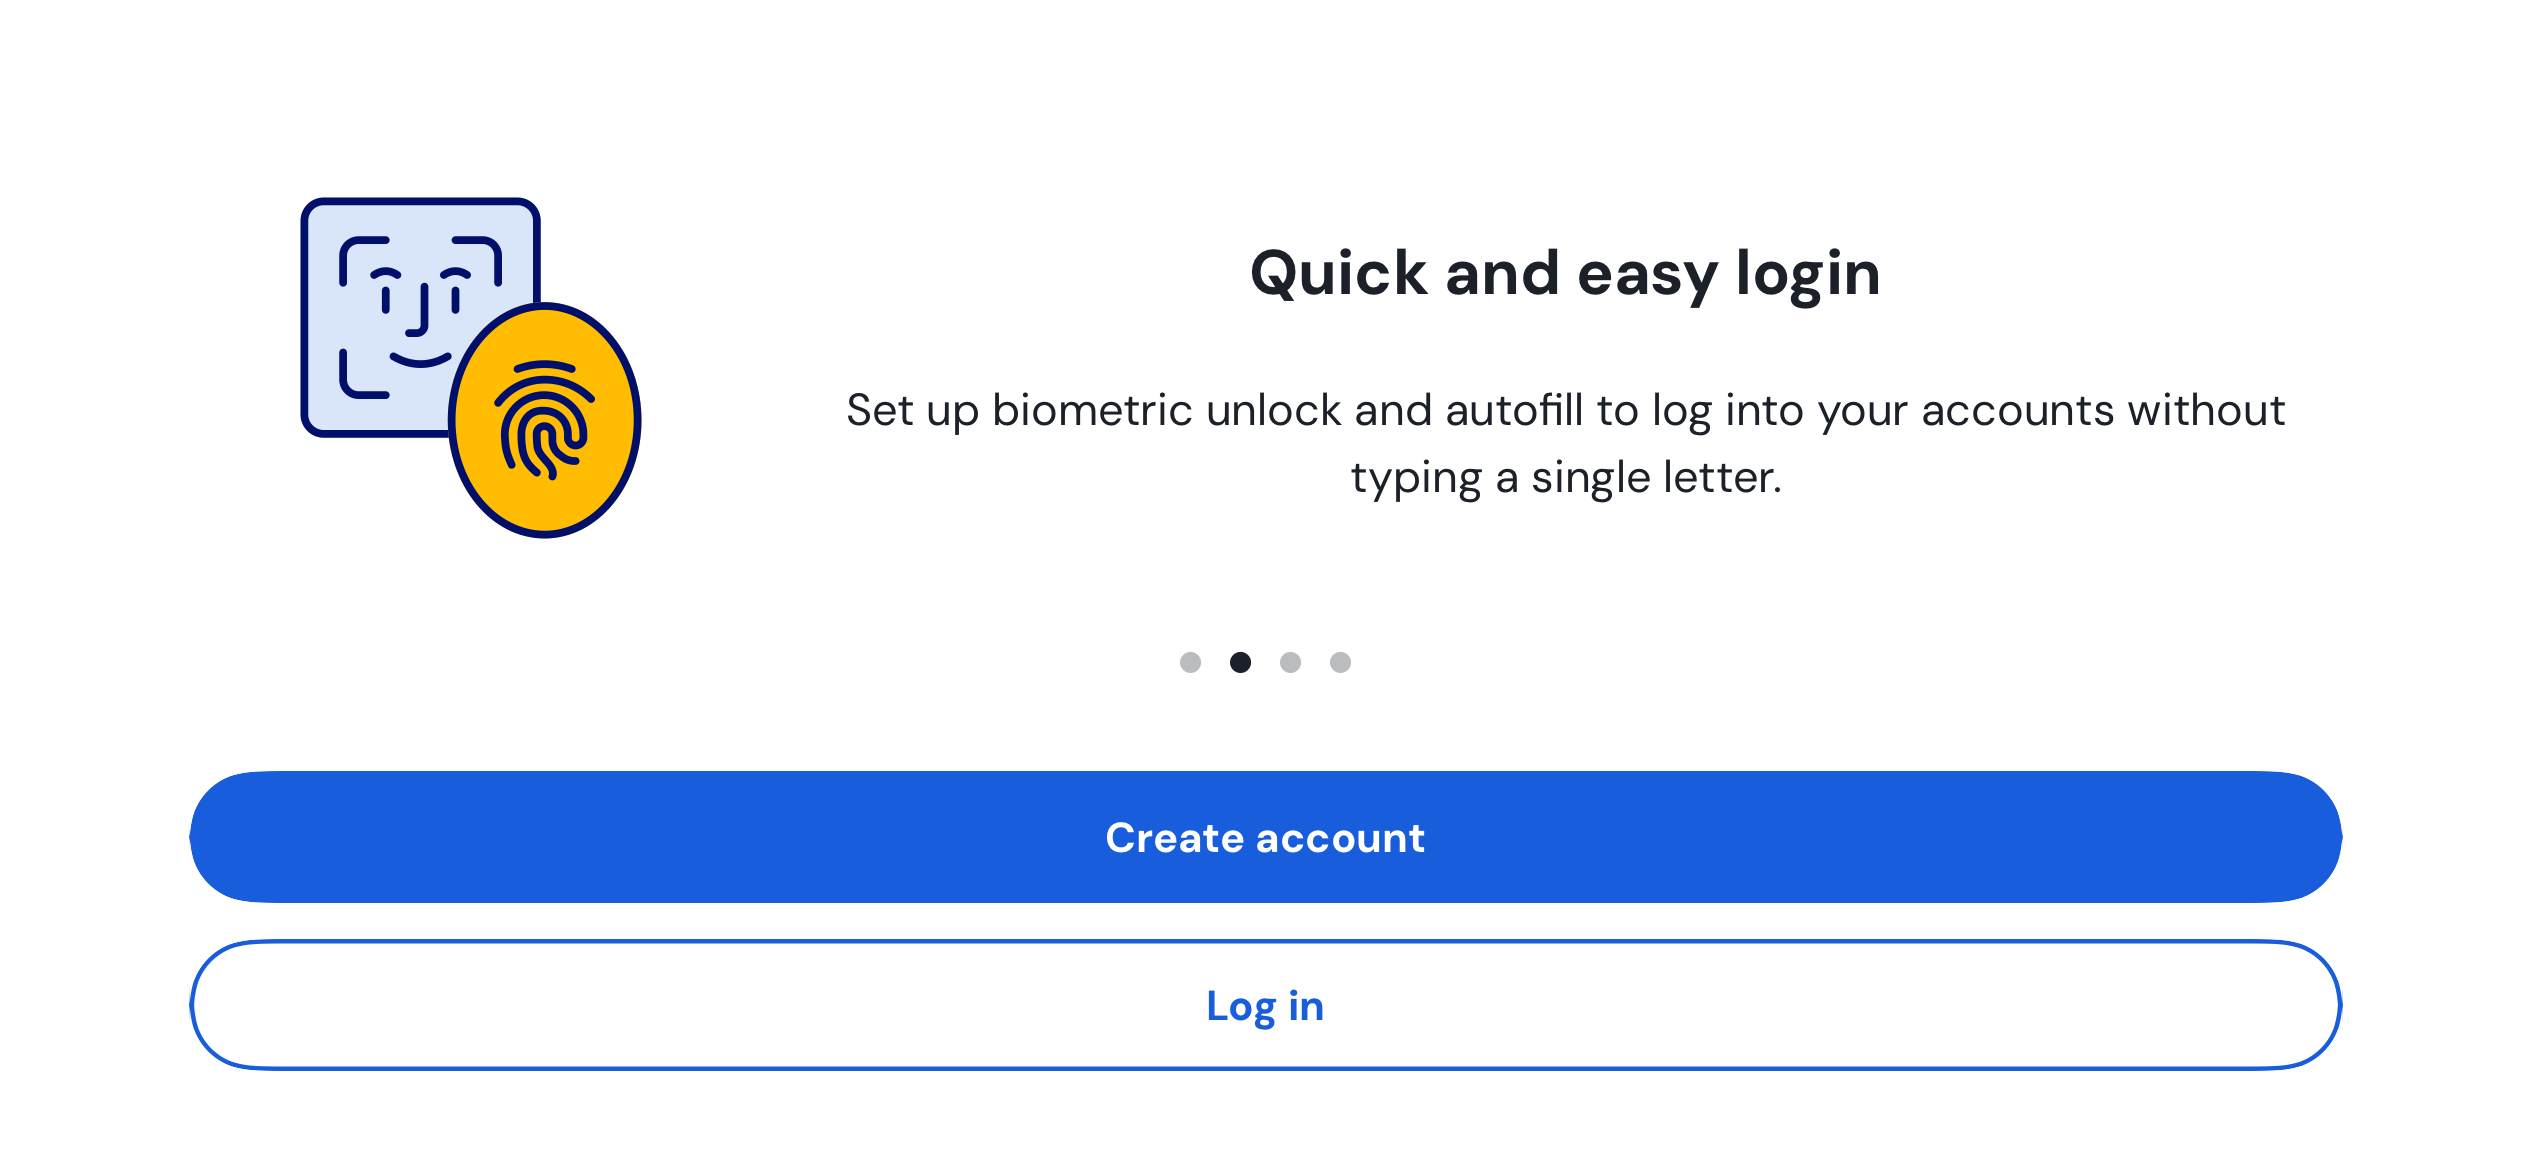 Quick and easy login
Set up biometric unlock and autofill to log into your accounts without
typing a single letter.
Create account
Log in